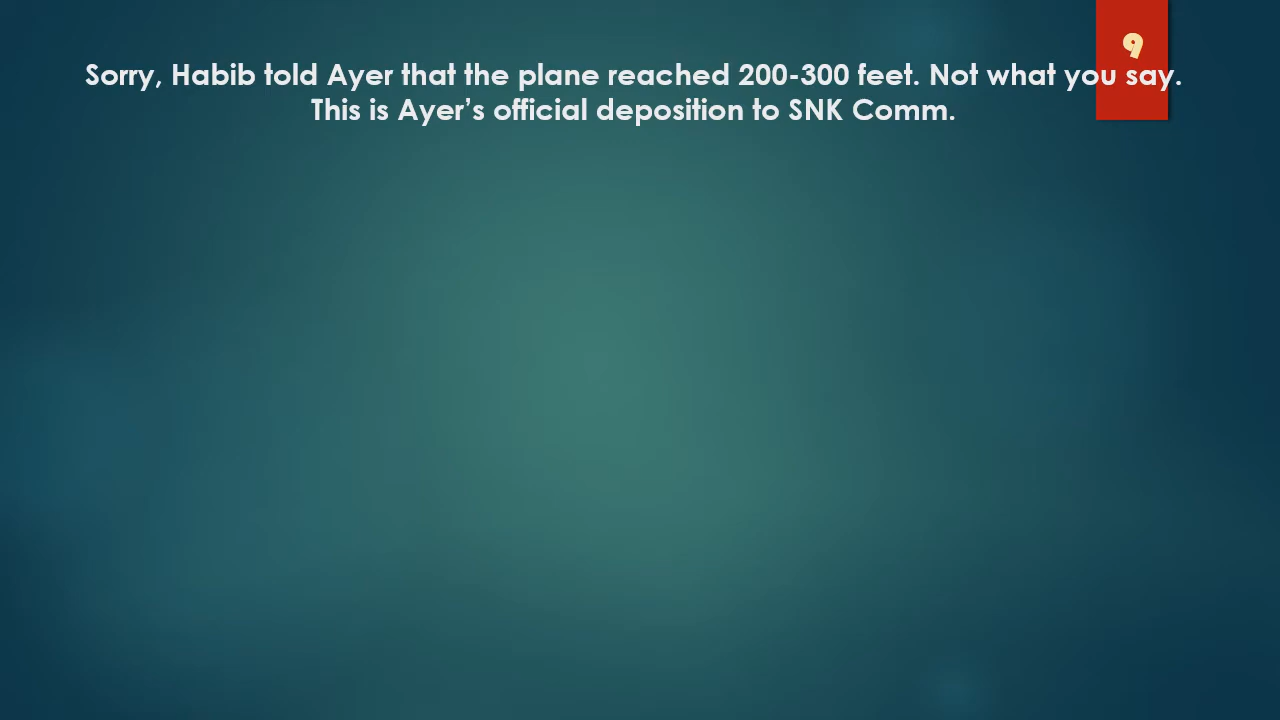 9
Sorry, Habib told Ayer that the plane reached 200-300 feet. Not what you say.
This is Ayer’s official deposition to SNK Comm.